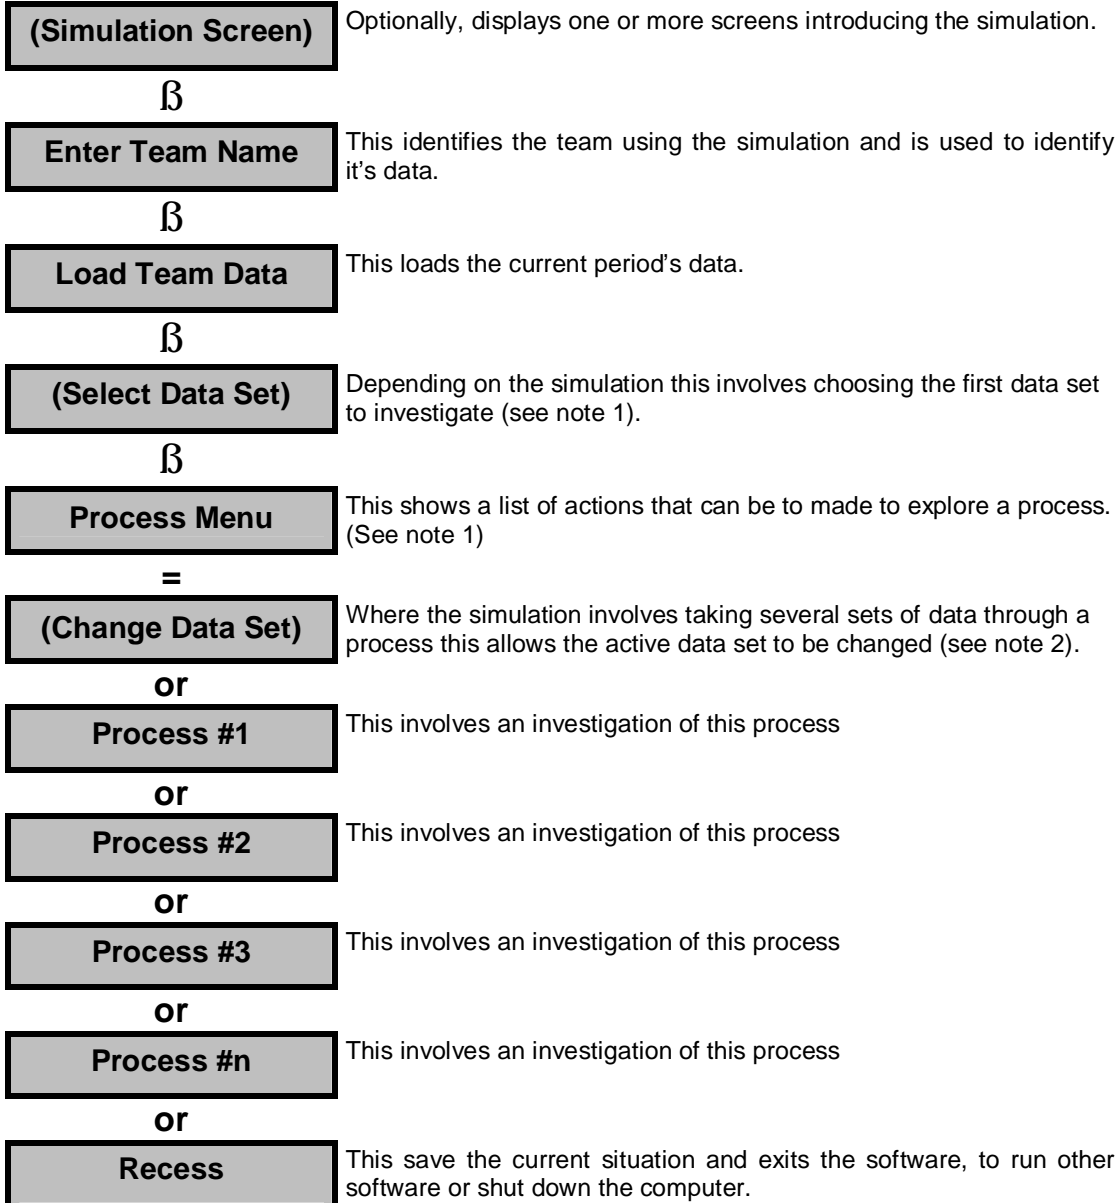 (Simulation Screen)
Optionally, displays one or more screens introducing the simulation.
ß
Enter Team Name
This identifies the team using the simulation and is used to identify
it's data.
ß
Load Team Data
This loads the current period's data.
ß
(Select Data Set)
Depending on the simulation this involves choosing the first data set
to investigate (see note 1).
ß
Process Menu
This shows a list of actions that can be to made to explore a process.
(See note 1)
=
(Change Data Set)
Where the simulation involves taking several sets of data through a
process this allows the active data set to be changed (see note 2).
or
Process #1
This involves an investigation of this process
or
Process #2
This involves an investigation of this process
or
Process #3
This involves an investigation of this process
or
Process #n
This involves an investigation of this process
or
Recess
This save the current situation and exits the software, to run other
software or shut down the computer.